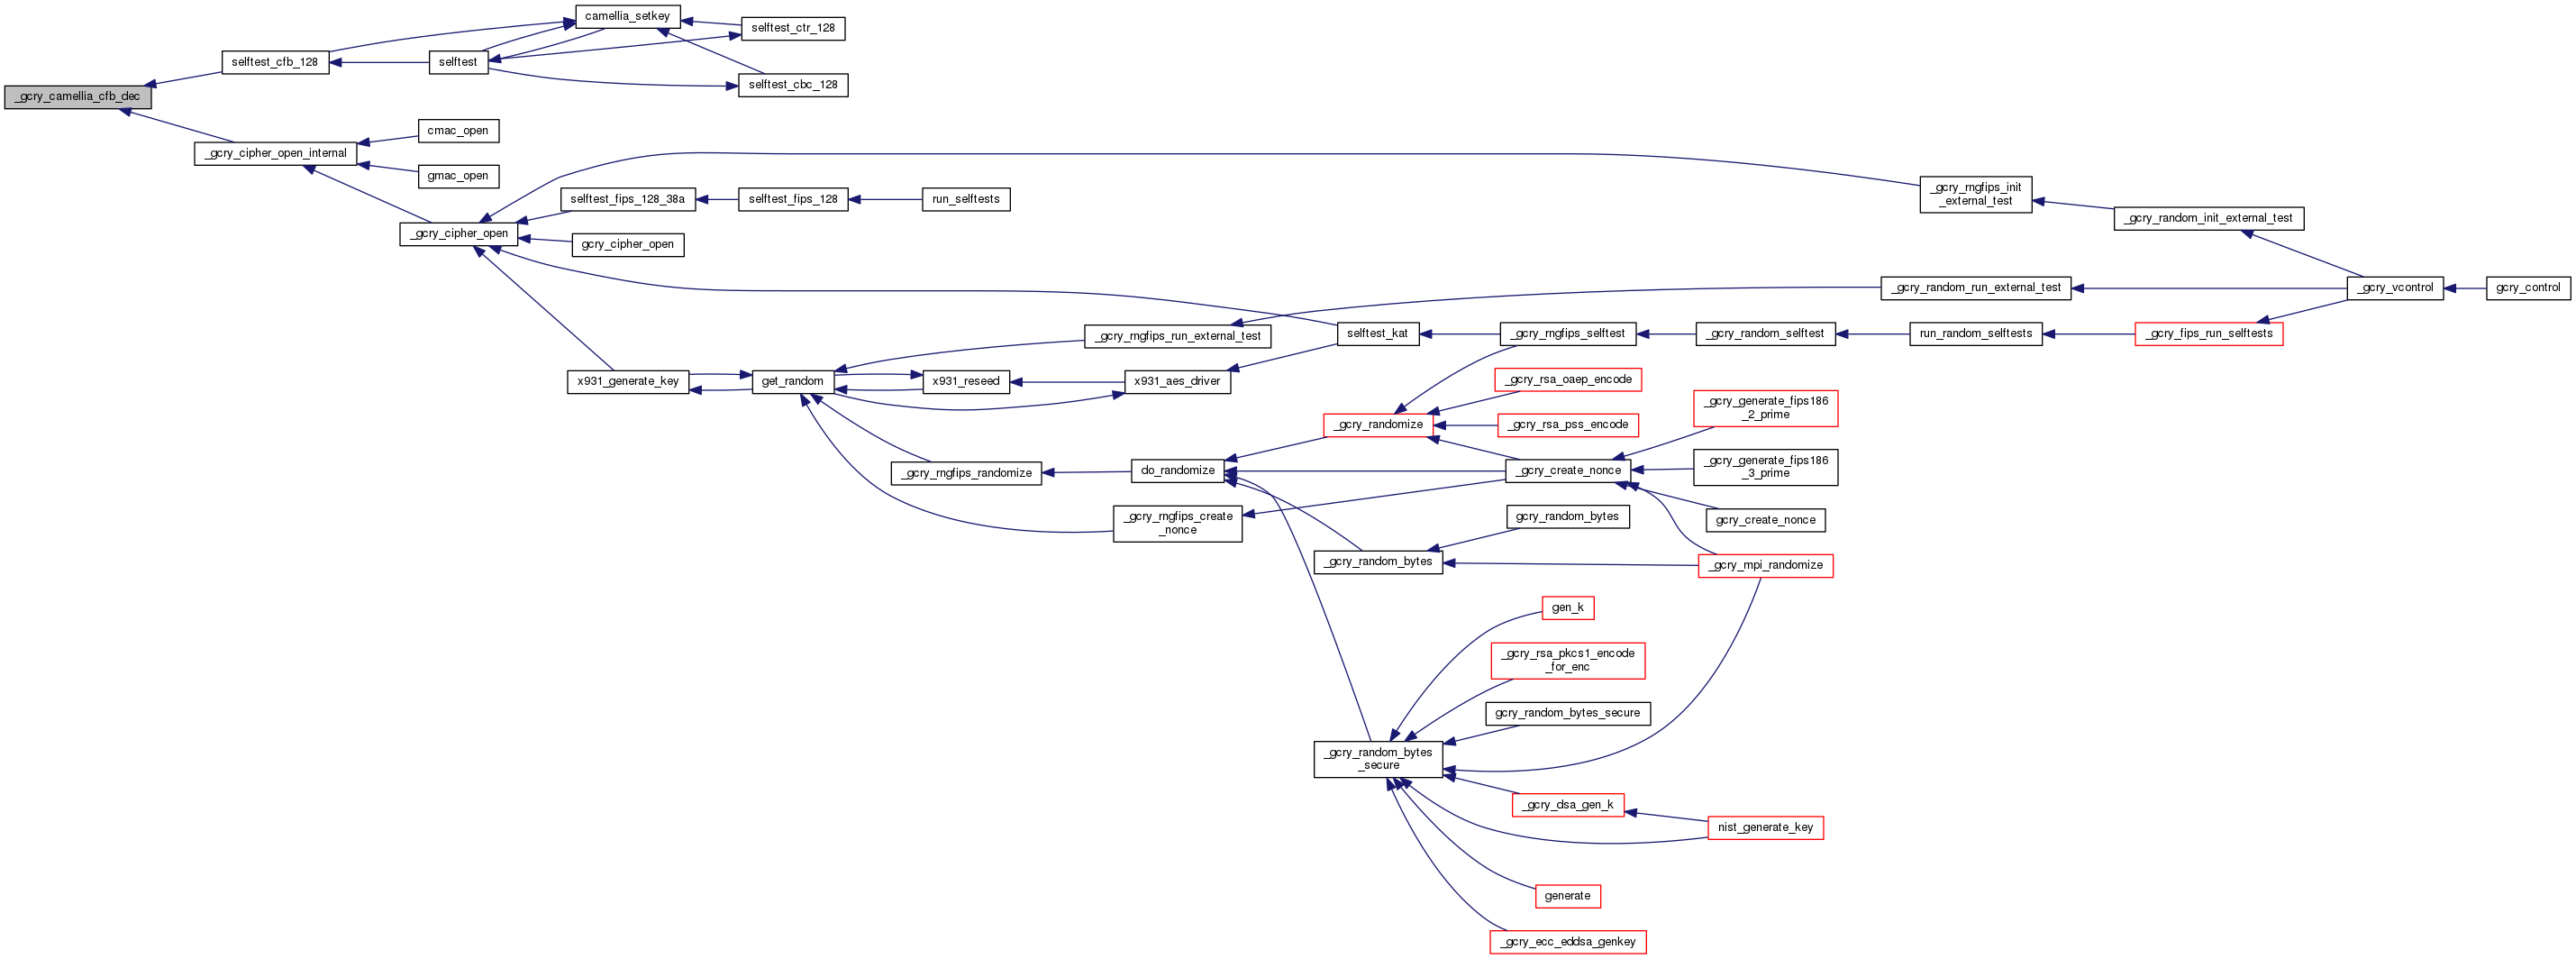 camellia_setkey
selftest_ctr_128
selftest_cfb_128
selftest
selftest_cbc_128
_gcry_camellia_cfb_dec
cmac_open
_gcry_cipher_open_internal
gmac_open
_gcry_rngfips_init
_external_test
selftest_fips_128_38a
selftest_fips_128
run_selftests
_gcry_random_init_external_test
_gcry_cipher_open
gcry_cipher_open
_gcry_random_run_external_test
_gcry_vcontrol
gcry_control
_gcry_rngfips_run_external_test
selftest_kat
_gcry_rngfips_selftest
_gcry_random_selftest
run_random_selftests
_gcry_fips_run_selftests
x931_generate_key
get_random
x931_reseed
x931_aes_driver
_gcry_rsa_oaep_encode
_gcry_generate_fips186
_2_prime
_gcry_randomize
_gcry_rsa_pss_encode
_gcry_rngfips_randomize
do_randomize
_gcry_create_nonce
_gcry_generate_fips186
_3_prime
_gcry_rngfips_create
_nonce
gcry_random_bytes
gcry_create_nonce
_gcry_random_bytes
_gcry_mpi_randomize
gen_k
_gcry_rsa_pkcs1_encode
_for_enc
gcry_random_bytes_secure
_gcry_random_bytes
_secure
_gcry_dsa_gen_k
nist_generate_key
generate
_gcry_ecc_eddsa_genkey